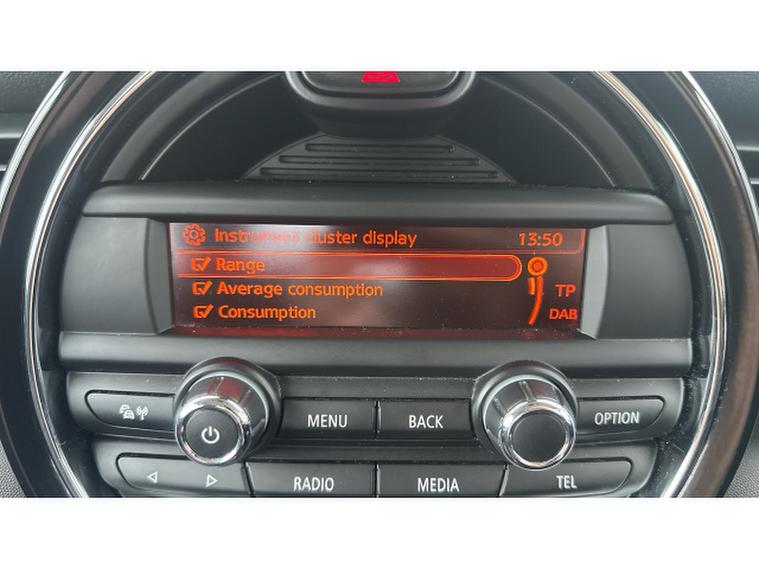 Instrument cluster display 13:50
Range
Average consumption TP
Consumption DAB
MENU BACK OPTION
RADIO MEDIA TEL